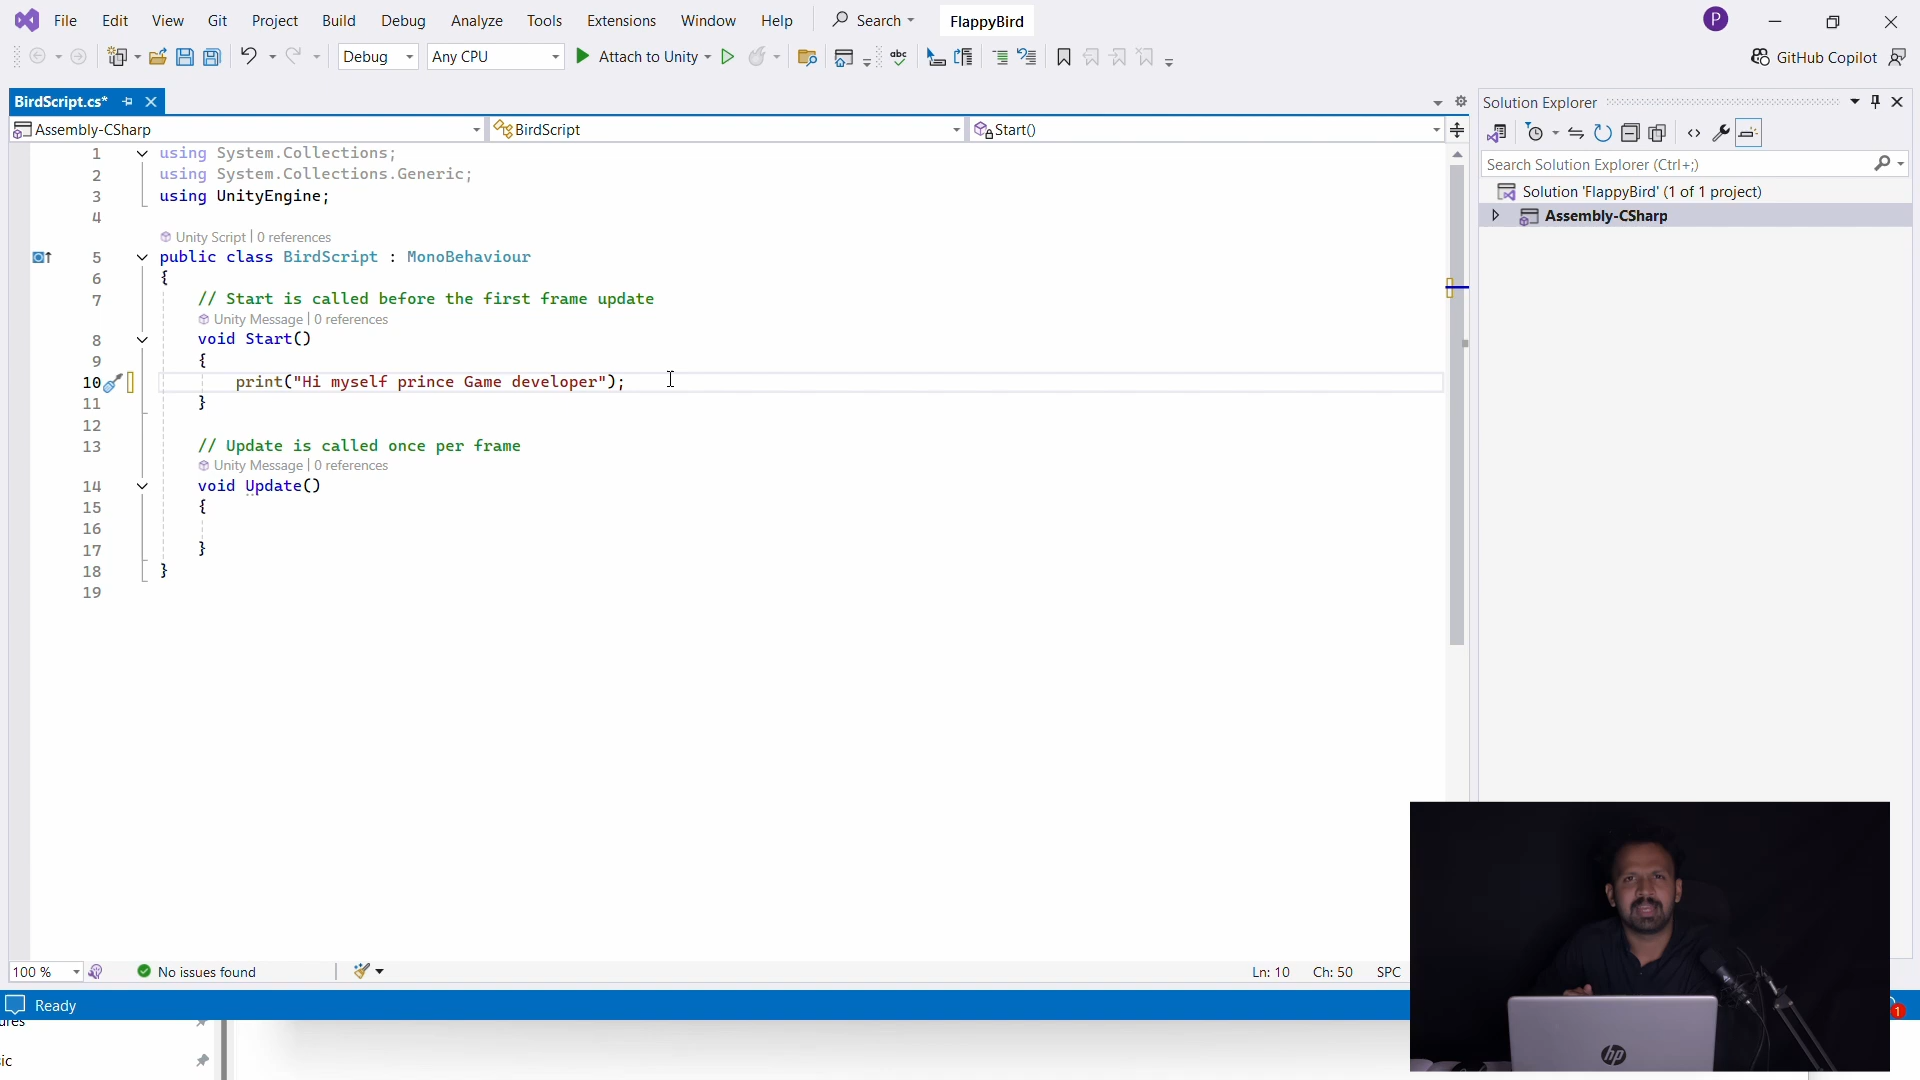 File Edit View Git Project Build Debug Analyze Tools Extensions Window Help Search FlappyBird P
Debug Any CPU Attach to Unity GitHub Copilot
BirdScript.cs*
Assembly-CSharp BirdScript Start()
1 using System.Collections;
2 using System.Collections.Generic;
3 using UnityEngine;
4
Unity Script | 0 references
5 public class BirdScript : MonoBehaviour
6 {
7 // Start is called before the first frame update
Unity Message | 0 references
8 void Start()
9 {
10 print("Hi myself prince Game developer");
11 }
12
13 // Update is called once per frame
Unity Message | 0 references
14 void Update()
15 {
16
17 }
18 }
19
100 % No issues found Ln: 10 Ch: 50 SPC
Ready
Solution Explorer
Search Solution Explorer (Ctrl+;)
Solution 'FlappyBird' (1 of 1 project)
Assembly-CSharp
hp
1